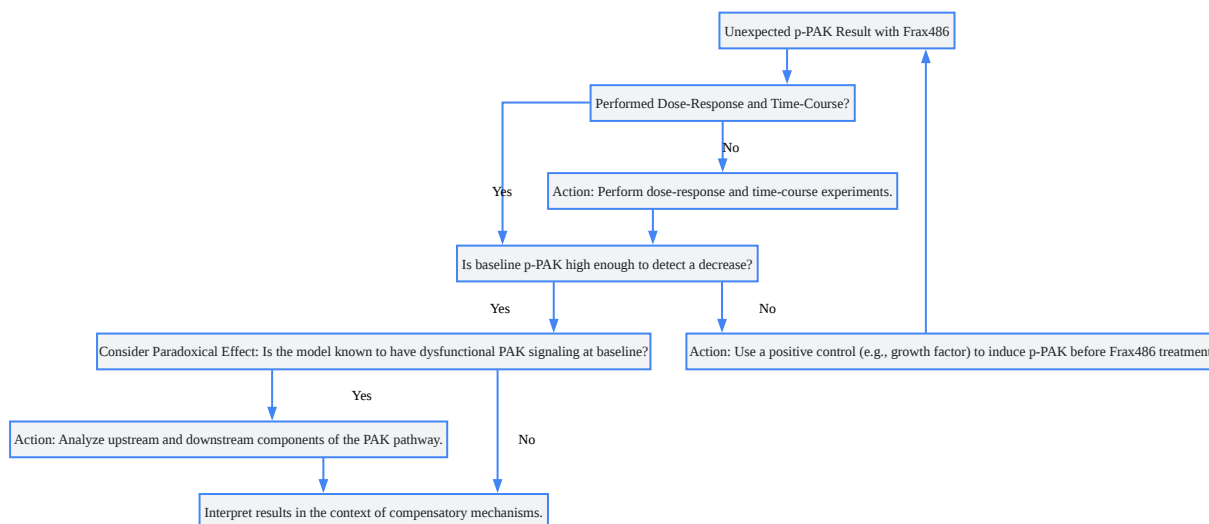 Unexpected p-PAK Result with Frax486
Performed Dose-Response and Time-Course?
No
Yes
Action: Perform dose-response and time-course experiments.
Is baseline p-PAK high enough to detect a decrease?
Yes
No
Consider Paradoxical Effect: Is the model known to have dysfunctional PAK signaling at baseline?
Action: Use a positive control (e.g., growth factor) to induce p-PAK before Frax486 treatment
Yes
Action: Analyze upstream and downstream components of the PAK pathway.
No
Interpret results in the context of compensatory mechanisms.